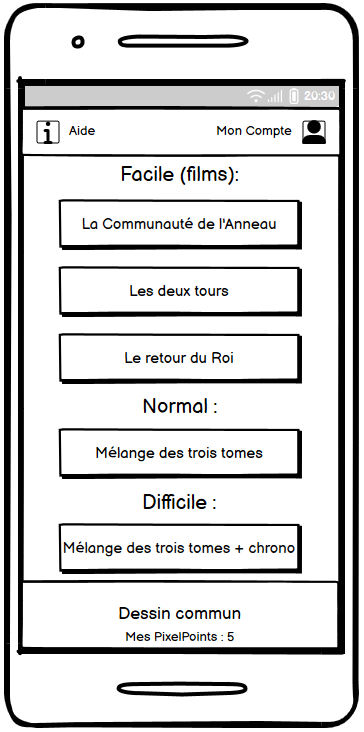 20:30
Aide
Mon Compte
Facile (films):
La Communauté de l'Anneau
Les deux tours
Le retour du Roi
Normal :
Mélange des trois tomes
Difficile :
Mélange des trois tomes + chrono
Dessin commun
Mes PixelPoints : 5